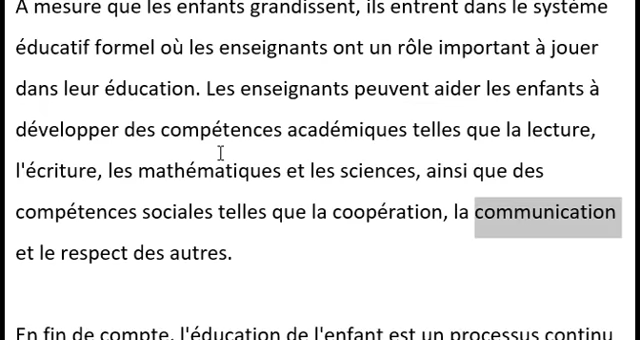 À mesure que les enfants grandissent, ils entrent dans le système
éducatif formel où les enseignants ont un rôle important à jouer
dans leur éducation. Les enseignants peuvent aider les enfants à
développer des compétences académiques telles que la lecture,
l'écriture, les mathématiques et les sciences, ainsi que des
compétences sociales telles que la coopération, la communication
et le respect des autres.
En fin de compte, l'éducation de l'enfant est un processus continu